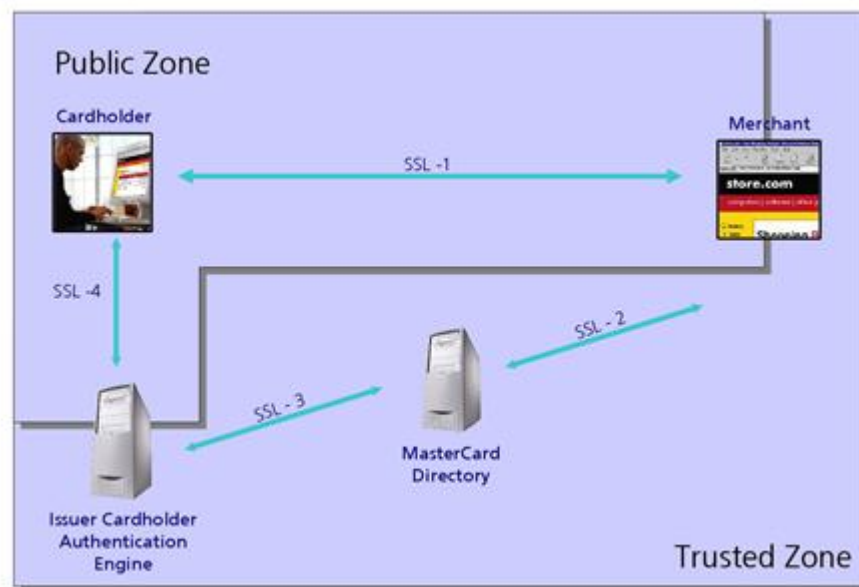 Public Zone
Cardholder
Merchant
SSL -1
store.com
SSL -4
SSL - 2
SSL - 3
MasterCard
Directory
Issuer Cardholder
Authentication
Engine
Trusted Zone